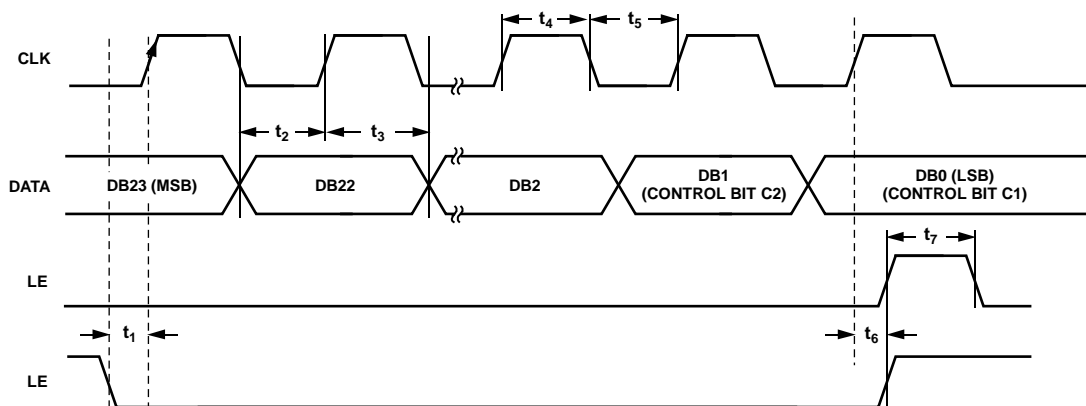 t4 t5
CLK
t2 t3
DATA DB23 (MSB) DB22 DB2 DB1 DB0 (LSB)
(CONTROL BIT C2) (CONTROL BIT C1)
t7
LE
t1 t6
LE